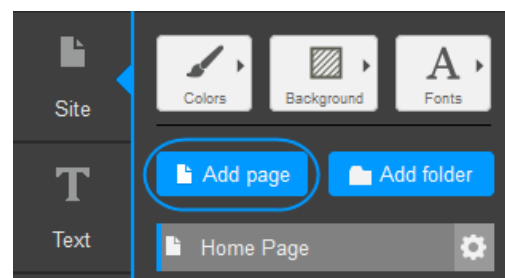 Site
Text
Colors
Background
A
Fonts
Add page
Add folder
Home Page